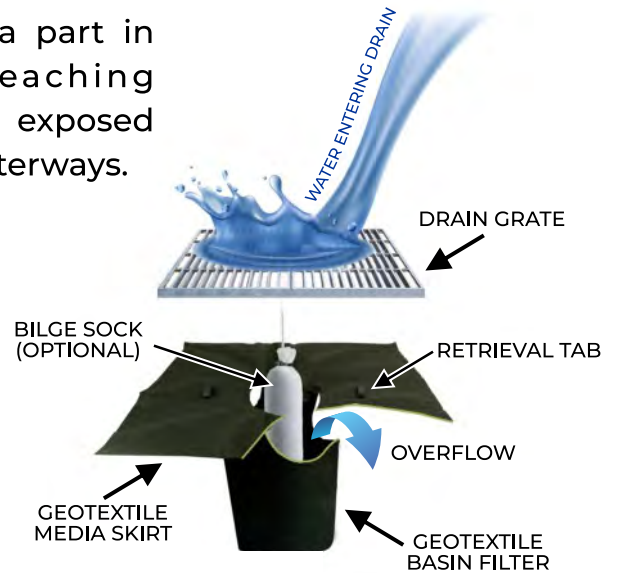 a part in
eaching
exposed
terways.
WATER ENTERING DRAIN
DRAIN GRATE
BILGE SOCK
(OPTIONAL)
RETRIEVAL TAB
OVERFLOW
GEOTEXTILE
MEDIA SKIRT
GEOTEXTILE
BASIN FILTER